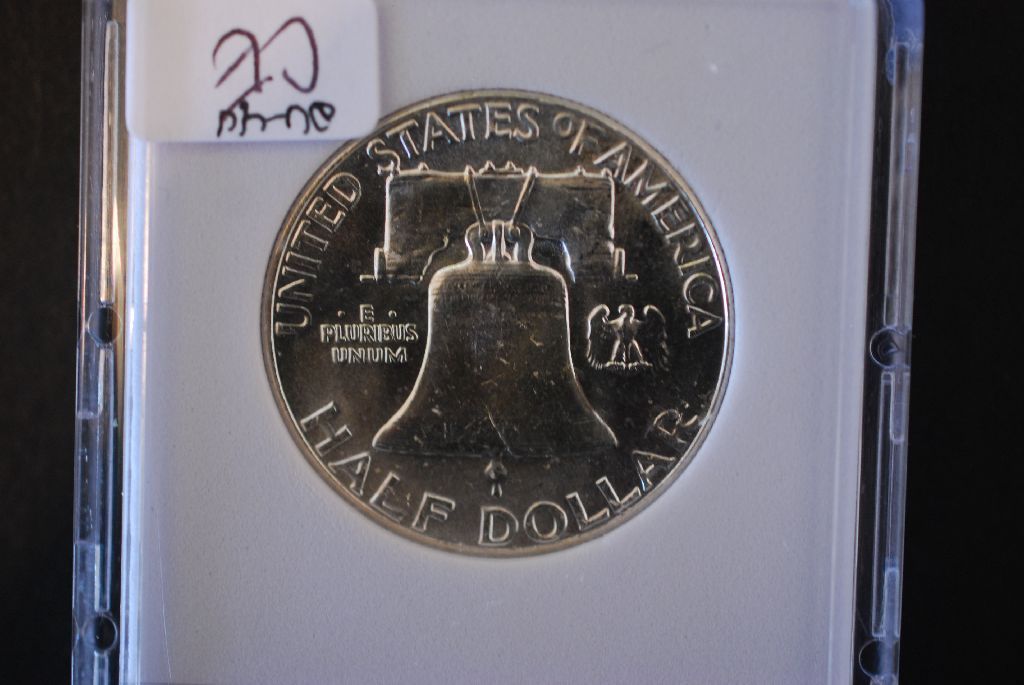 UNITED STATES OF AMERICA
· E ·
PLURIBUS
UNUM
HALF DOLLAR